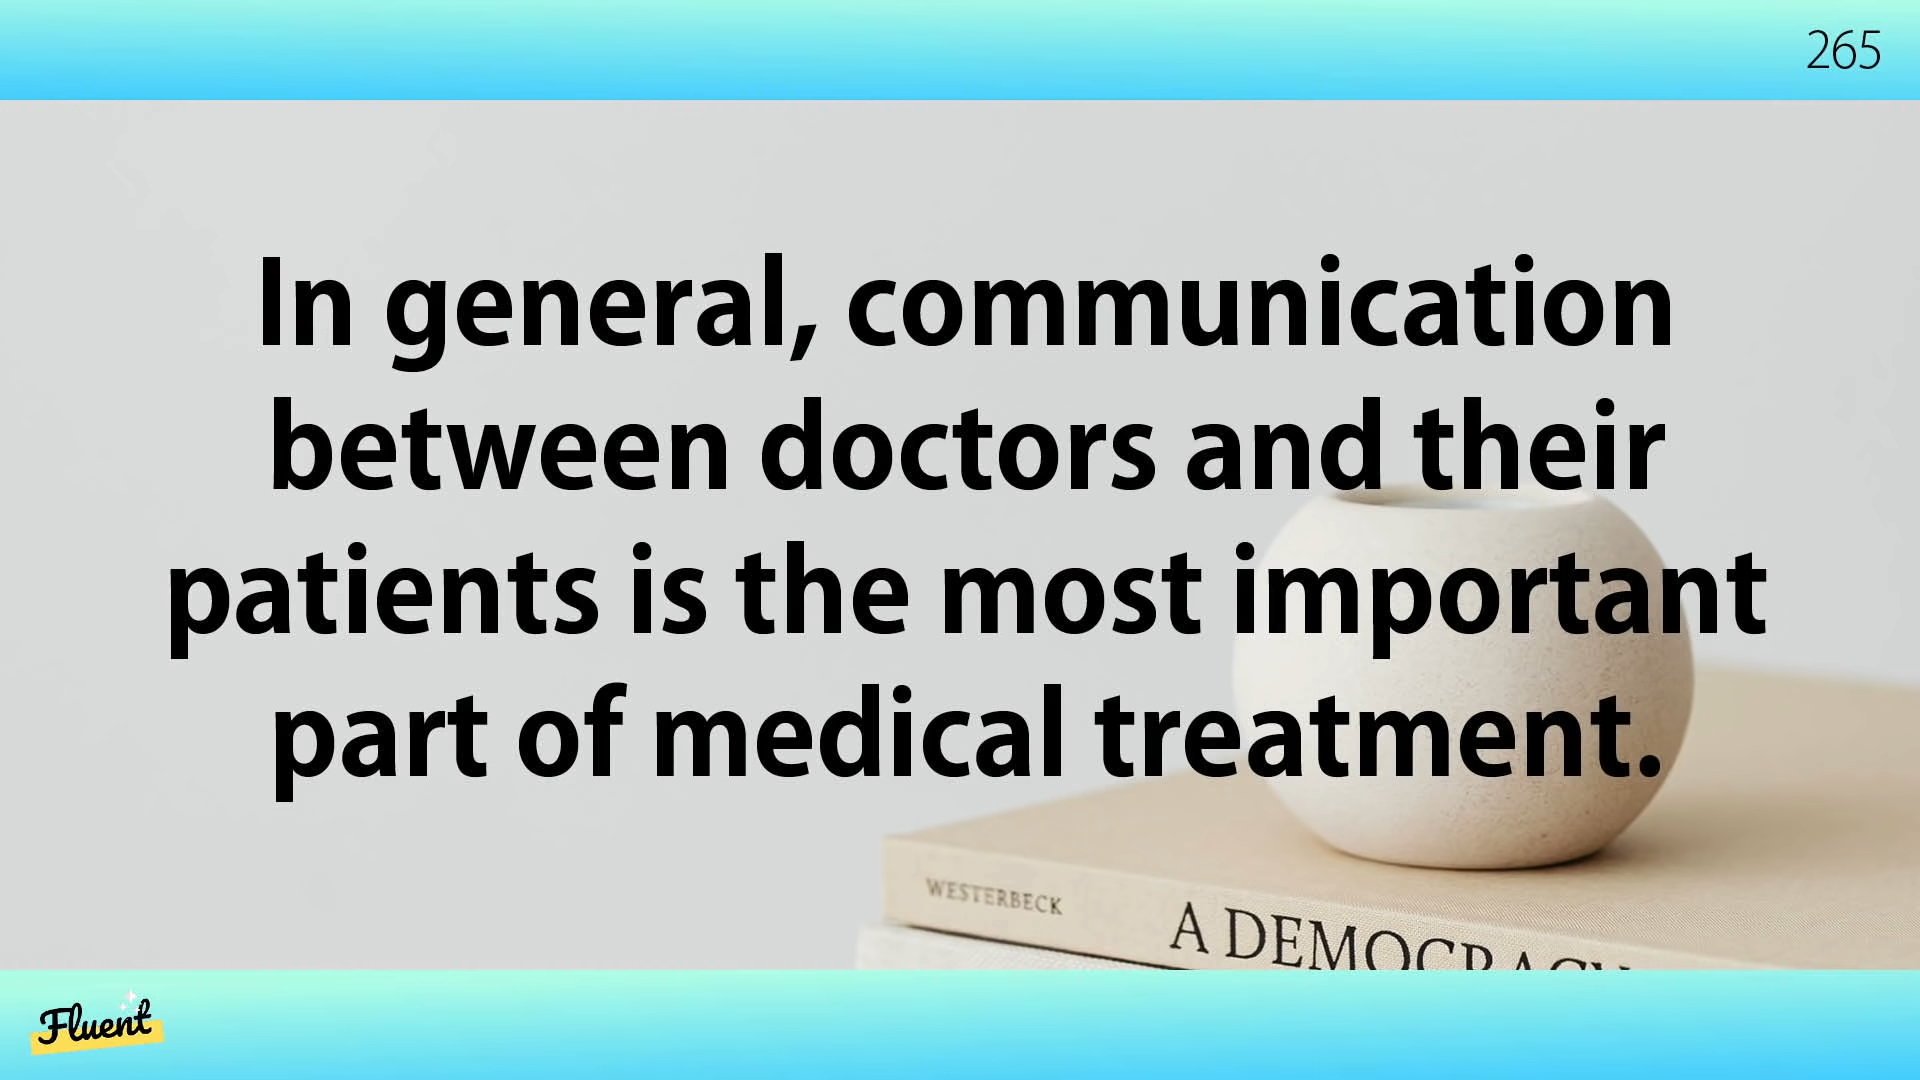 265
In general, communication
between doctors and their
patients is the most important
part of medical treatment.
WESTERBECK
A DEMOCRACY
Fluent